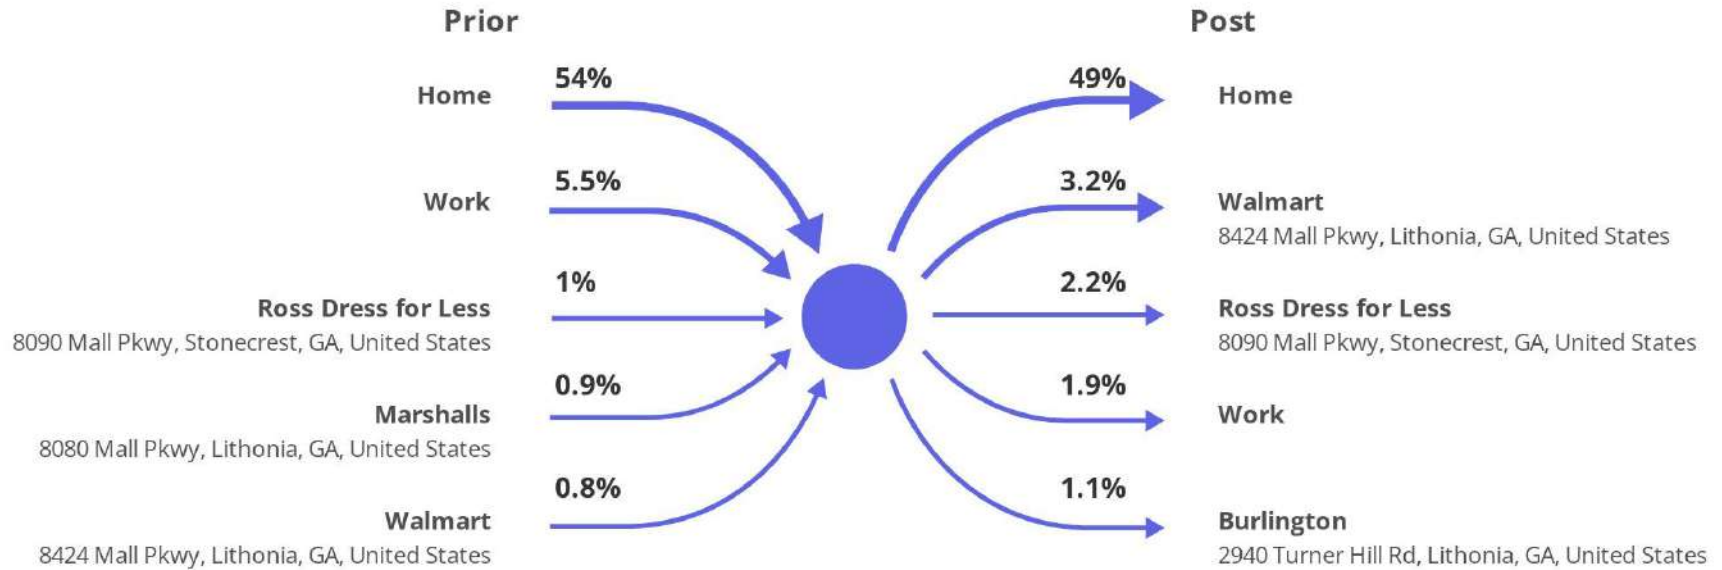 Prior
Post
54%
Home
49%
Home
5.5%
Work
3.2%
Walmart
8424 Mall Pkwy, Lithonia, GA, United States
1%
Ross Dress for Less
8090 Mall Pkwy, Stonecrest, GA, United States
2.2%
Ross Dress for Less
8090 Mall Pkwy, Stonecrest, GA, United States
0.9%
Marshalls
8080 Mall Pkwy, Lithonia, GA, United States
1.9%
Work
0.8%
Walmart
8424 Mall Pkwy, Lithonia, GA, United States
1.1%
Burlington
2940 Turner Hill Rd, Lithonia, GA, United States